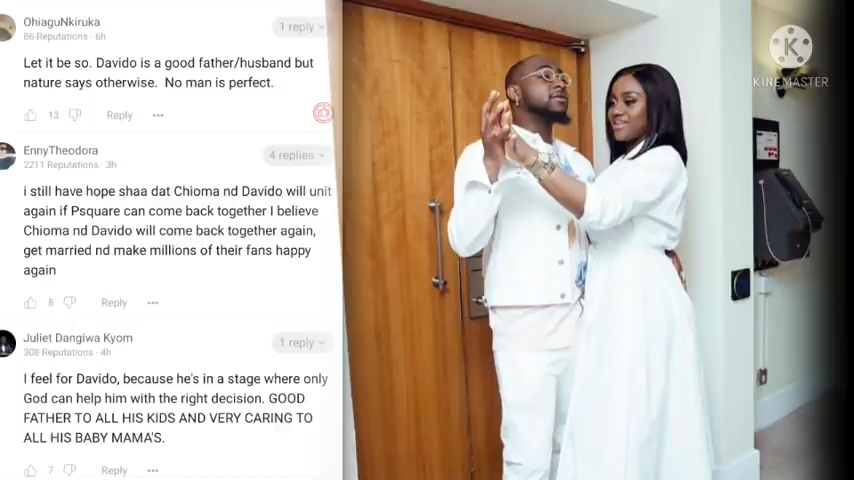 OhiaguNkiruka
86 Reputations · 6h
1 reply
Let it be so. Davido is a good father/husband but
nature says otherwise. No man is perfect.
13 Reply
EnnyTheodora
2211 Reputations · 3h
4 replies
i still have hope shaa dat Chioma nd Davido will unit
again if Psquare can come back together I believe
Chioma nd Davido will come back together again,
get married nd make millions of their fans happy
again
8 Reply
Juliet Dangiwa Kyom
308 Reputations · 4h
1 reply
I feel for Davido, because he's in a stage where only
God can help him with the right decision. GOOD
FATHER TO ALL HIS KIDS AND VERY CARING TO
ALL HIS BABY MAMA'S.
7 Reply
K
KINEMASTER